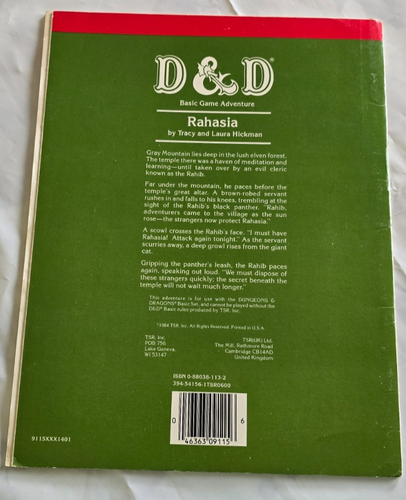 D&D
Basic Game Adventure
Rahasia
by Tracy and Laura Hickman
Gray Mountain lies deep in the lush elven forest.
The temple there was a haven of meditation and
learning—until taken over by an evil cleric
known as the Rahib.
Far under the mountain, he paces before the
temple's great altar. A brown-robed servant
rushes in and falls to his knees, trembling at the
sight of the Rahib's black panther. "Rahib,
adventurers came to the village as the sun
rose—the strangers now protect Rahasia."
A scowl crosses the Rahib's face. "I must have
Rahasia! Attack again tonight." As the servant
scurries away, a deep growl rises from the giant
cat.
Gripping the panther's leash, the Rahib paces
again, speaking out loud. "We must dispose of
these strangers quickly; the secret beneath the
temple will not wait much longer."
This adventure is for use with the DUNGEONS &
DRAGONS® Basic Set, and cannot be played without the
D&D® Basic rules produced by TSR, Inc.
©1984 TSR, Inc. All Rights Reserved. Printed in U.S.A.
TSR, Inc.
POB 756
Lake Geneva,
WI 53147
TSR(UK) Ltd.
The Mill, Rathmore Road
Cambridge CB14AD
United Kingdom
ISBN 0-88038-113-2
394-54156-1TSR0600
0 46363 09115 6
9115XXX1401